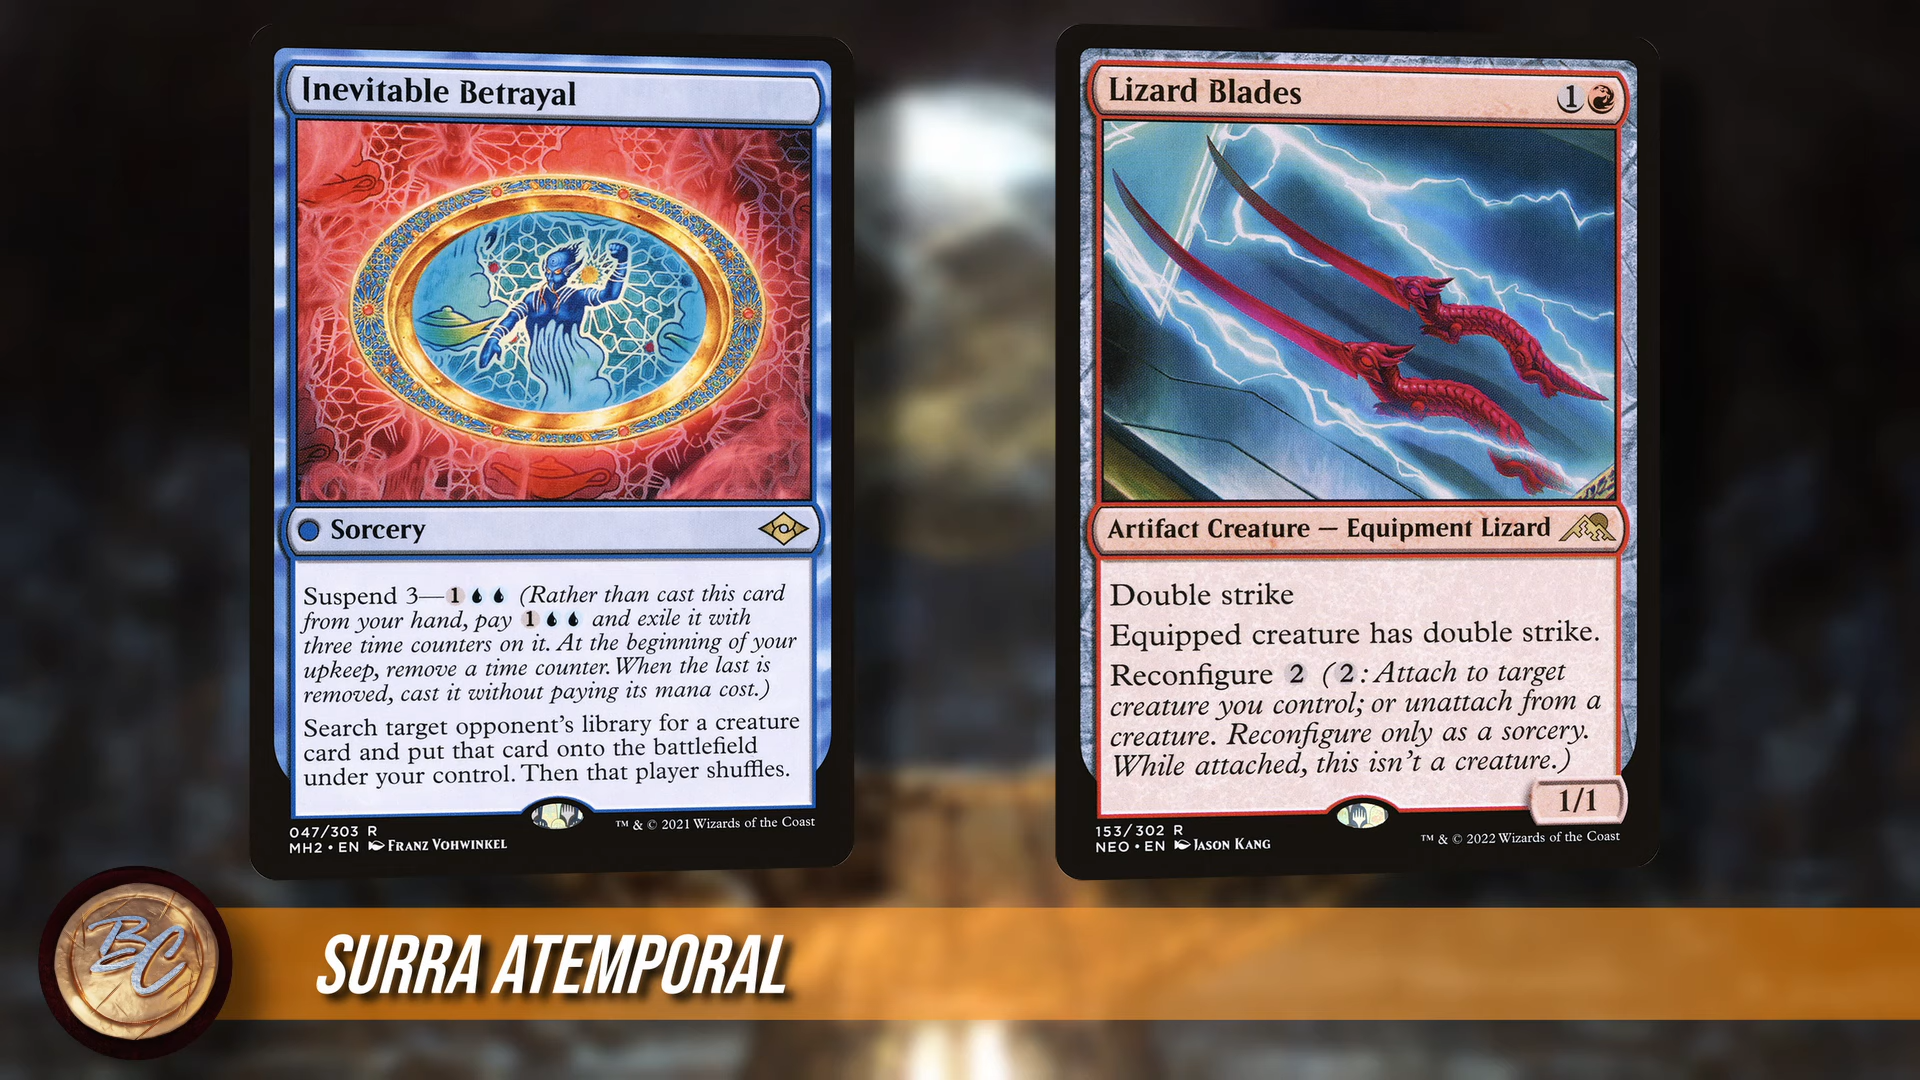 Inevitable Betrayal
Sorcery
Suspend 3—1 (Rather than cast this card
from your hand, pay 1 and exile it with
three time counters on it. At the beginning of your
upkeep, remove a time counter. When the last is
removed, cast it without paying its mana cost.)
Search target opponent's library for a creature
card and put that card onto the battlefield
under your control. Then that player shuffles.
047/303 R
MH2 • EN FRANZ VOHWINKEL
™ & © 2021 Wizards of the Coast
Lizard Blades 1
Artifact Creature — Equipment Lizard
Double strike
Equipped creature has double strike.
Reconfigure 2 (2: Attach to target
creature you control; or unattach from a
creature. Reconfigure only as a sorcery.
While attached, this isn't a creature.)
1/1
153/302 R
NEO • EN JASON KANG
™ & © 2022 Wizards of the Coast
BC
SURRA ATEMPORAL